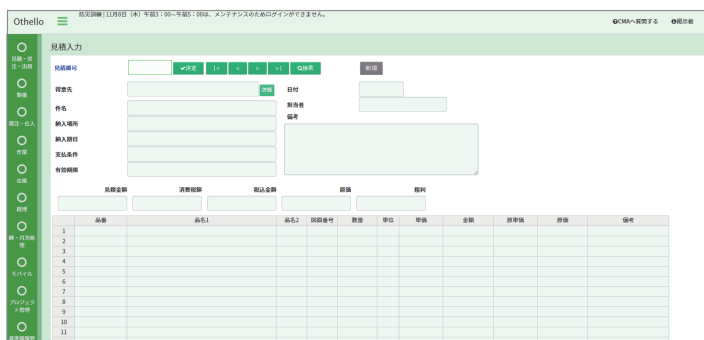 Othello
防災訓練 | 11月8日（木）午前3：00～午前5：00は、メンテナンスのためログインができません。
CMAへ質問する
掲示板
見積・受注・出荷
製番
発注・仕入
作業
在庫
経理
締・月次処理
モバイル
プロジェクト管理
見積入力
見積番号
決定
|<
<
>
>|
検索
新規
得意先
詳細
日付
件名
担当者
納入場所
備考
納入期日
支払条件
有効期限
見積金額 消費税額 税込金額 原価 粗利
品番 品名1 品名2 図面番号 数量 単位 単価 金額 原単価 原価 備考
1
2
3
4
5
6
7
8
9
10
11